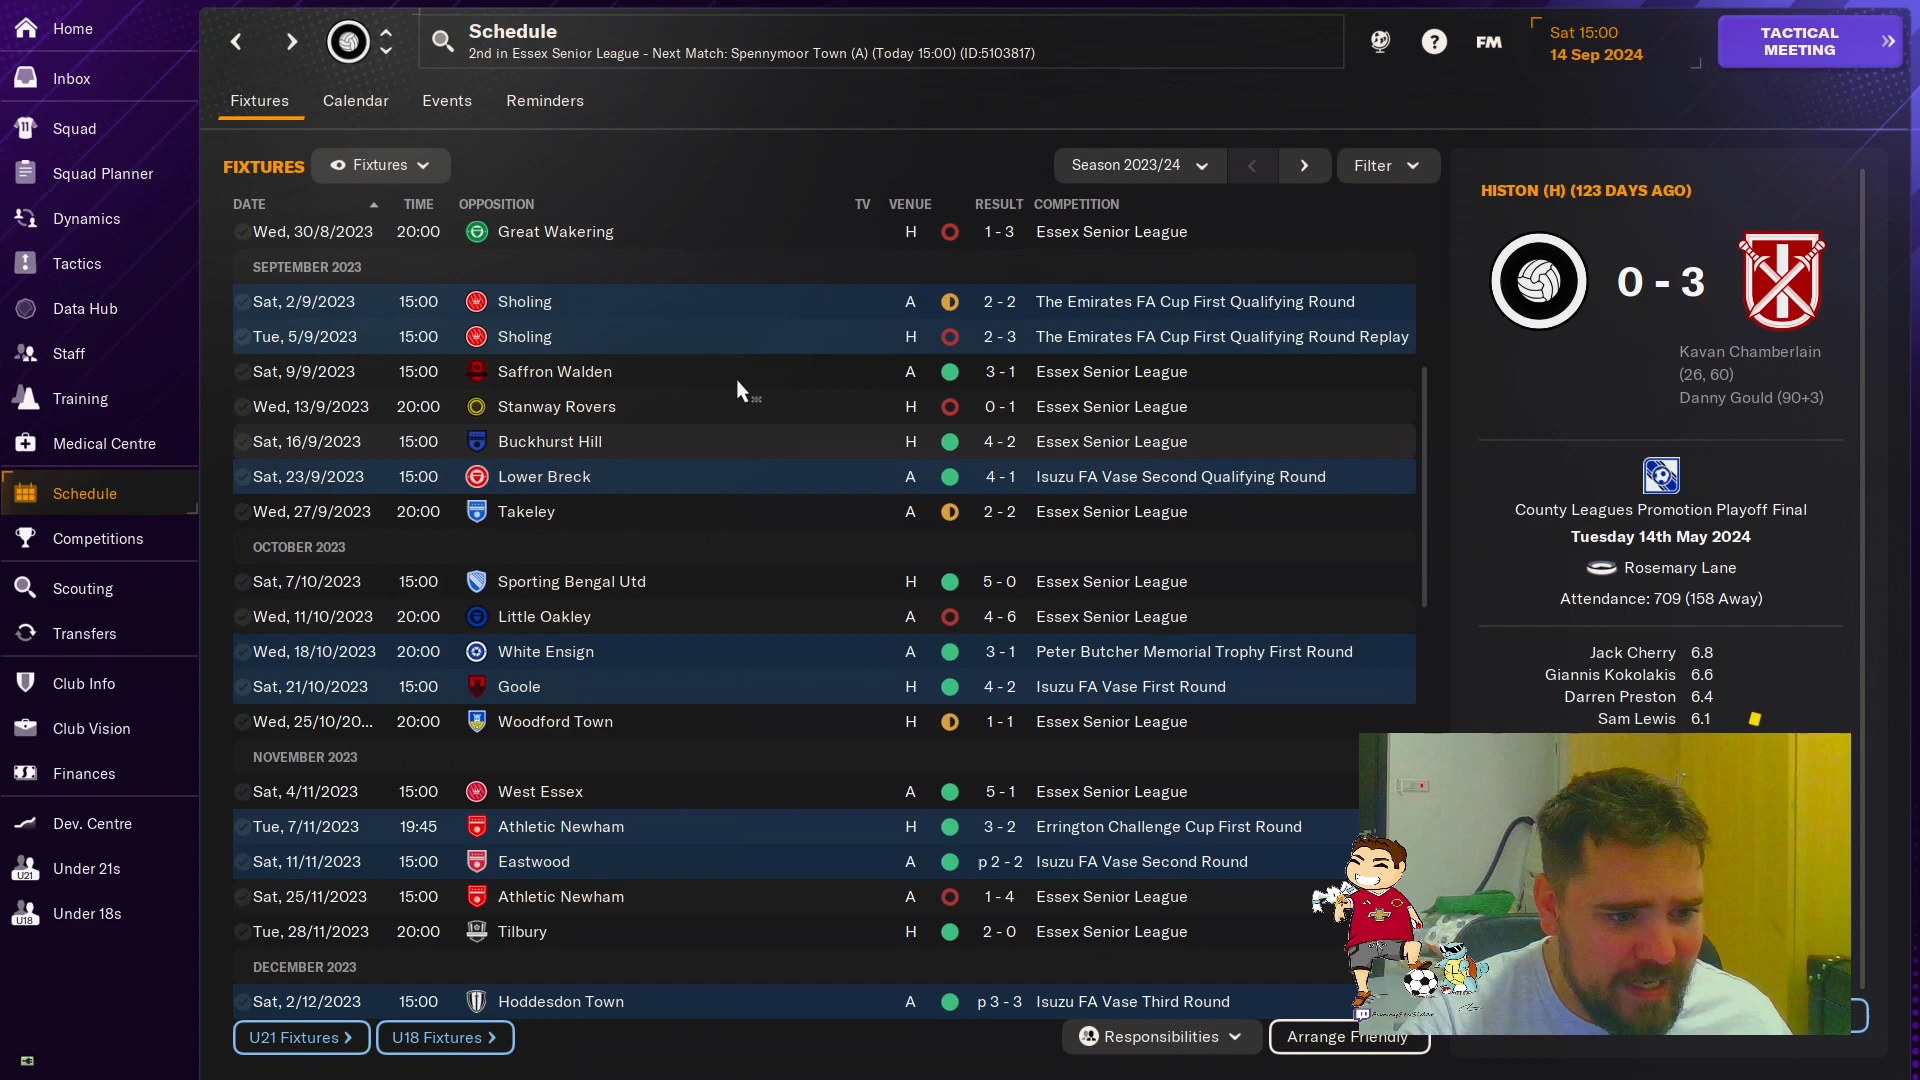 Home
Inbox
Squad
Squad Planner
Dynamics
Tactics
Data Hub
Staff
Training
Medical Centre
Schedule
Competitions
Scouting
Transfers
Club Info
Club Vision
Finances
Dev. Centre
U21 Under 21s
U18 Under 18s
Schedule
2nd in Essex Senior League - Next Match: Spennymoor Town (A) (Today 15:00) (ID:5103817)
? FM
Sat 15:00
14 Sep 2024
TACTICAL
MEETING
Fixtures Calendar Events Reminders
FIXTURES Fixtures Season 2023/24 Filter
DATE TIME OPPOSITION TV VENUE RESULT COMPETITION
Wed, 30/8/2023 20:00 Great Wakering H 1 - 3 Essex Senior League
SEPTEMBER 2023
Sat, 2/9/2023 15:00 Sholing A 2 - 2 The Emirates FA Cup First Qualifying Round
Tue, 5/9/2023 15:00 Sholing H 2 - 3 The Emirates FA Cup First Qualifying Round Replay
Sat, 9/9/2023 15:00 Saffron Walden A 3 - 1 Essex Senior League
Wed, 13/9/2023 20:00 Stanway Rovers H 0 - 1 Essex Senior League
Sat, 16/9/2023 15:00 Buckhurst Hill H 4 - 2 Essex Senior League
Sat, 23/9/2023 15:00 Lower Breck A 4 - 1 Isuzu FA Vase Second Qualifying Round
Wed, 27/9/2023 20:00 Takeley A 2 - 2 Essex Senior League
OCTOBER 2023
Sat, 7/10/2023 15:00 Sporting Bengal Utd H 5 - 0 Essex Senior League
Wed, 11/10/2023 20:00 Little Oakley A 4 - 6 Essex Senior League
Wed, 18/10/2023 20:00 White Ensign A 3 - 1 Peter Butcher Memorial Trophy First Round
Sat, 21/10/2023 15:00 Goole H 4 - 2 Isuzu FA Vase First Round
Wed, 25/10/20... 20:00 Woodford Town H 1 - 1 Essex Senior League
NOVEMBER 2023
Sat, 4/11/2023 15:00 West Essex A 5 - 1 Essex Senior League
Tue, 7/11/2023 19:45 Athletic Newham H 3 - 2 Errington Challenge Cup First Round
Sat, 11/11/2023 15:00 Eastwood A p 2 - 2 Isuzu FA Vase Second Round
Sat, 25/11/2023 15:00 Athletic Newham A 1 - 4 Essex Senior League
Tue, 28/11/2023 20:00 Tilbury H 2 - 0 Essex Senior League
DECEMBER 2023
Sat, 2/12/2023 15:00 Hoddesdon Town A p 3 - 3 Isuzu FA Vase Third Round
U21 Fixtures U18 Fixtures Responsibilities Arrange Friendly
HISTON (H) (123 DAYS AGO)
0 - 3
Kavan Chamberlain
(26, 60)
Danny Gould (90+3)
County Leagues Promotion Playoff Final
Tuesday 14th May 2024
Rosemary Lane
Attendance: 709 (158 Away)
Jack Cherry 6.8
Giannis Kokolakis 6.6
Darren Preston 6.4
Sam Lewis 6.1